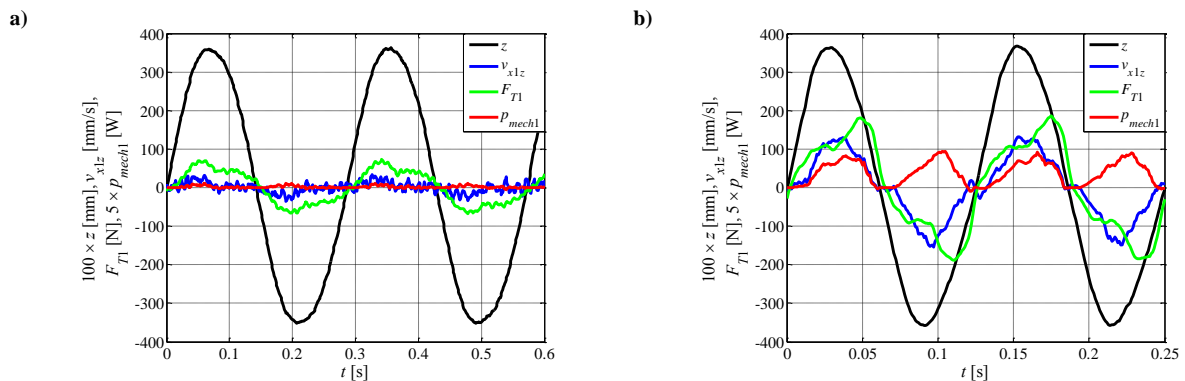 a)
400
300
200
100
0
-100
-200
-300
-400
0 0.1 0.2 0.3 0.4 0.5 0.6
t [s]
100 × z [mm], v_x1z [mm/s],
F_T1 [N], 5 × p_mech1 [W]
z
v_x1z
F_T1
p_mech1
b)
400
300
200
100
0
-100
-200
-300
-400
0 0.05 0.1 0.15 0.2 0.25
t [s]
100 × z [mm], v_x1z [mm/s],
F_T1 [N], 5 × p_mech1 [W]
z
v_x1z
F_T1
p_mech1